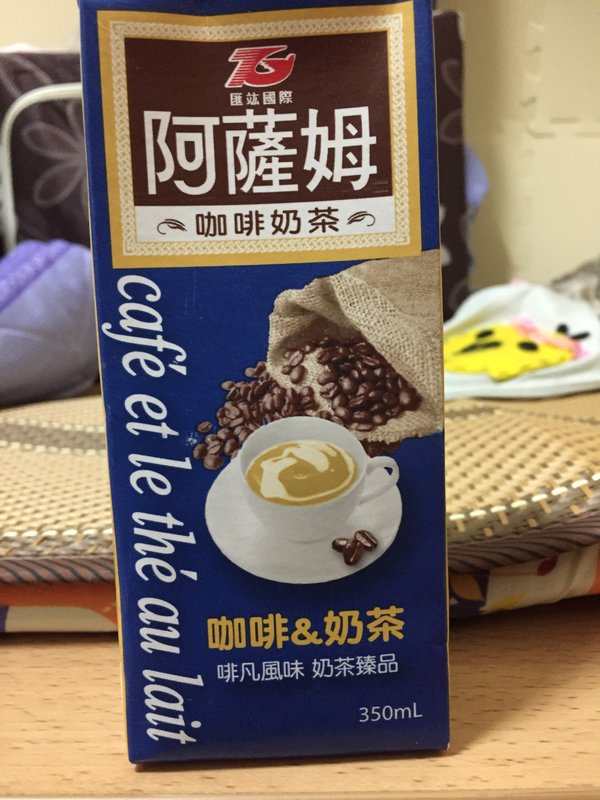 匯竑國際
阿薩姆
咖啡奶茶
café et le thé au lait
咖啡&奶茶
啡凡風味 奶茶臻品
350mL